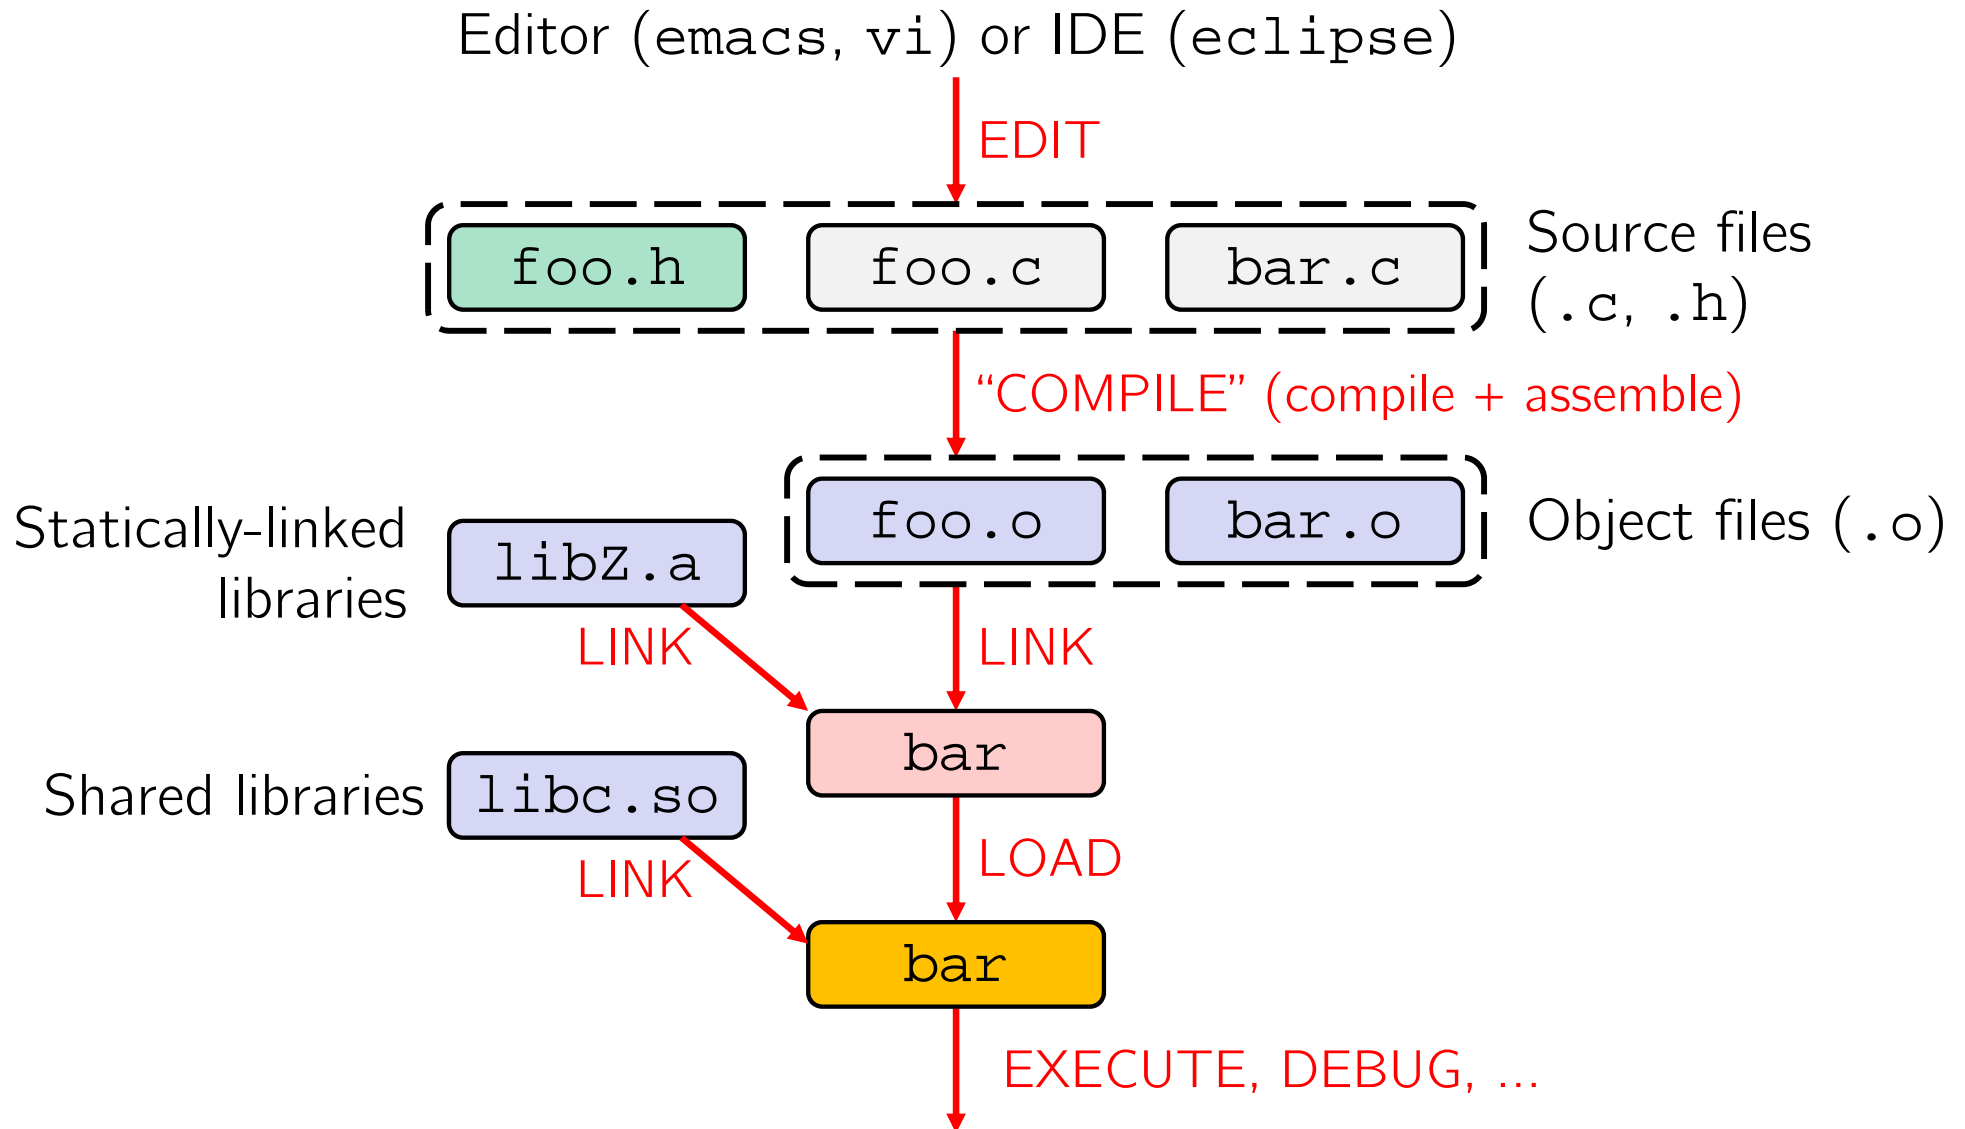 Editor (emacs, vi) or IDE (eclipse)
EDIT
foo.h
foo.c
bar.c
Source files
(.c, .h)
“COMPILE” (compile + assemble)
Statically-linked
libraries
libZ.a
foo.o
bar.o
Object files (.o)
LINK
LINK
bar
Shared libraries
libc.so
LINK
LOAD
bar
EXECUTE, DEBUG, ...